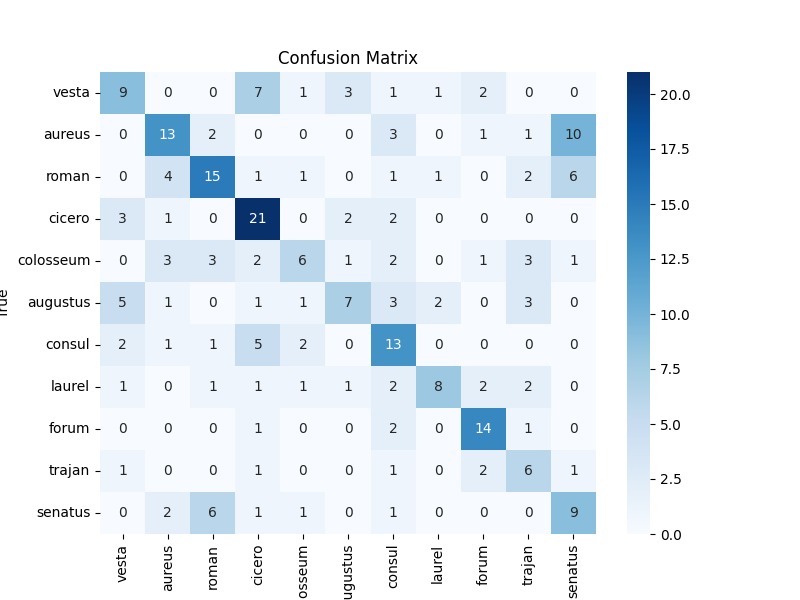 Confusion Matrix
vesta 9 0 0 7 1 3 1 1 2 0 0
aureus 0 13 2 0 0 0 3 0 1 1 10
roman 0 4 15 1 1 0 1 1 0 2 6
cicero 3 1 0 21 0 2 2 0 0 0 0
colosseum 0 3 3 2 6 1 2 0 1 3 1
augustus 5 1 0 1 1 7 3 2 0 3 0
consul 2 1 1 5 2 0 13 0 0 0 0
laurel 1 0 1 1 1 1 2 8 2 2 0
forum 0 0 0 1 0 0 2 0 14 1 0
trajan 1 0 0 1 0 0 1 0 2 6 1
senatus 0 2 6 1 1 0 1 0 0 0 9
vesta aureus roman cicero osseum ugustus consul laurel forum trajan senatus
True
20.0
17.5
15.0
12.5
10.0
7.5
5.0
2.5
0.0